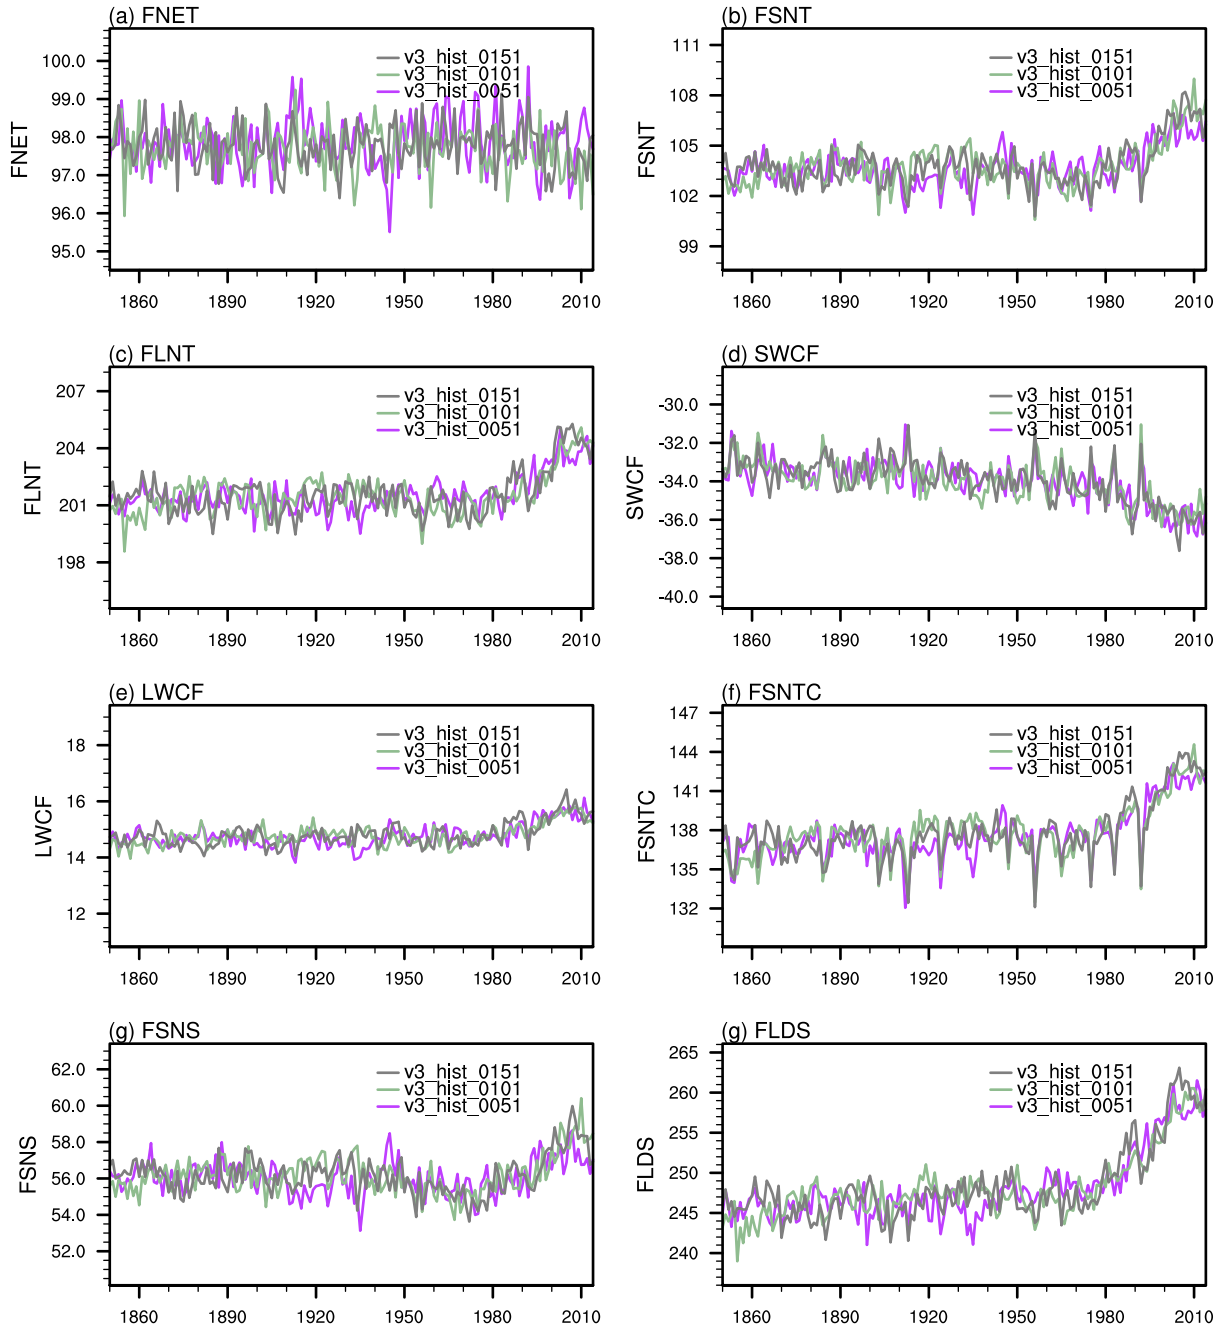 (a) FNET
FNET
100.0
99.0
98.0
97.0
96.0
95.0
v3_hist_0151
v3_hist_0101
v3_hist_0051
1860 1890 1920 1950 1980 2010
(b) FSNT
FSNT
111
108
105
102
99
v3_hist_0151
v3_hist_0101
v3_hist_0051
1860 1890 1920 1950 1980 2010
(c) FLNT
FLNT
207
204
201
198
v3_hist_0151
v3_hist_0101
v3_hist_0051
1860 1890 1920 1950 1980 2010
(d) SWCF
SWCF
-30.0
-32.0
-34.0
-36.0
-38.0
-40.0
v3_hist_0151
v3_hist_0101
v3_hist_0051
1860 1890 1920 1950 1980 2010
(e) LWCF
LWCF
18
16
14
12
v3_hist_0151
v3_hist_0101
v3_hist_0051
1860 1890 1920 1950 1980 2010
(f) FSNTC
FSNTC
147
144
141
138
135
132
v3_hist_0151
v3_hist_0101
v3_hist_0051
1860 1890 1920 1950 1980 2010
(g) FSNS
FSNS
62.0
60.0
58.0
56.0
54.0
52.0
v3_hist_0151
v3_hist_0101
v3_hist_0051
1860 1890 1920 1950 1980 2010
(g) FLDS
FLDS
265
260
255
250
245
240
v3_hist_0151
v3_hist_0101
v3_hist_0051
1860 1890 1920 1950 1980 2010